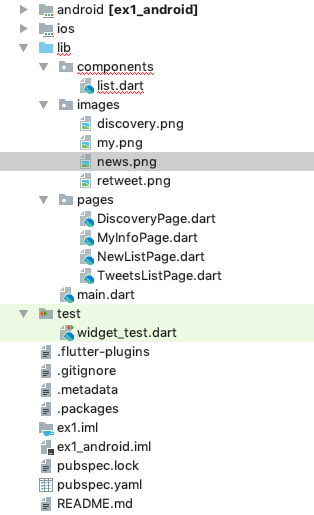 android [ex1_android]
ios
lib
components
list.dart
images
discovery.png
my.png
news.png
retweet.png
pages
DiscoveryPage.dart
MyInfoPage.dart
NewListPage.dart
TweetsListPage.dart
main.dart
test
widget_test.dart
.flutter-plugins
.gitignore
.metadata
.packages
ex1.iml
ex1_android.iml
pubspec.lock
pubspec.yaml
README.md